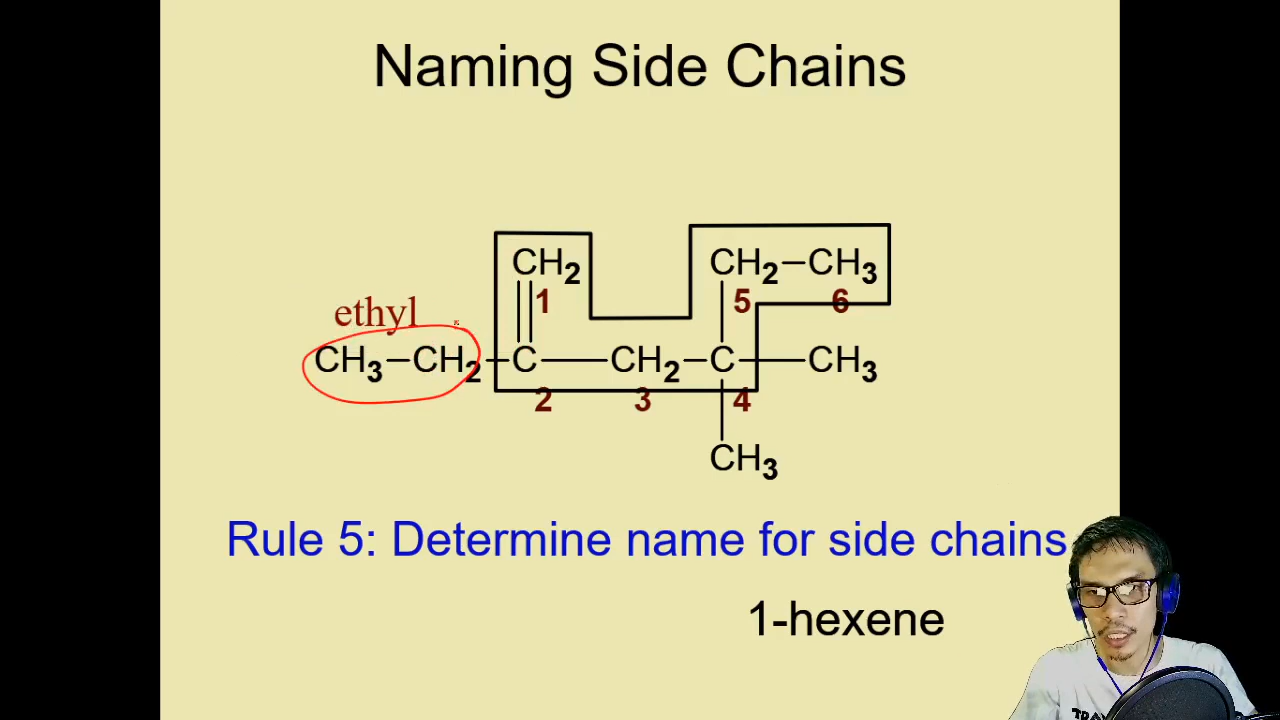 Naming Side Chains
CH2 CH2–CH3
1 5 6
ethyl
CH3–CH2–C—CH2–C—CH3
2 3 4
CH3
Rule 5: Determine name for side chains
1-hexene